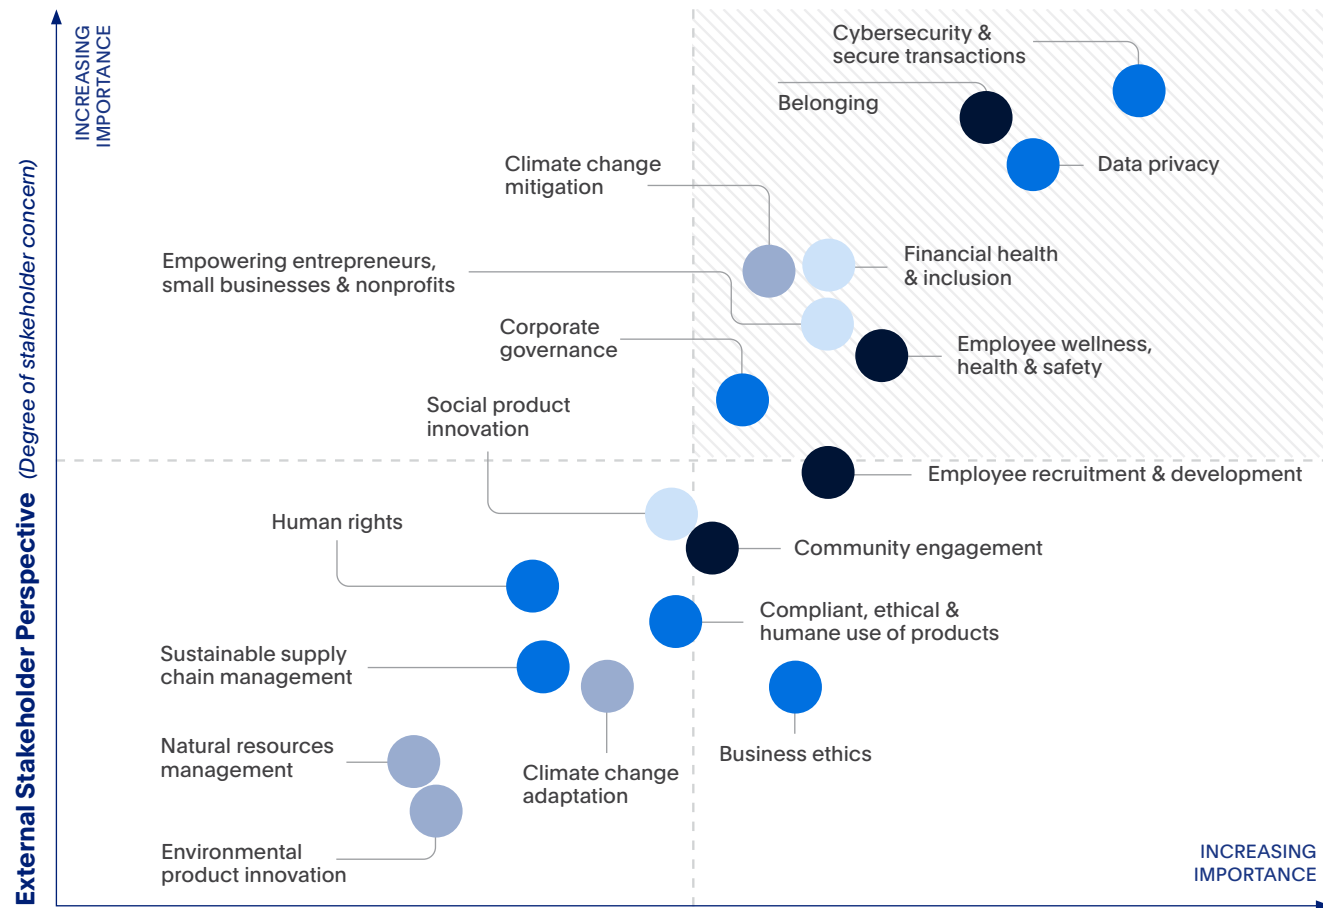 INCREASING
IMPORTANCE
External Stakeholder Perspective (Degree of stakeholder concern)
Cybersecurity &
secure transactions
Belonging
Data privacy
Climate change
mitigation
Financial health
& inclusion
Empowering entrepreneurs,
small businesses & nonprofits
Corporate
governance
Employee wellness,
health & safety
Social product
innovation
Employee recruitment & development
Human rights
Community engagement
Compliant, ethical &
humane use of products
Sustainable supply
chain management
Business ethics
Natural resources
management
Climate change
adaptation
Environmental
product innovation
INCREASING
IMPORTANCE